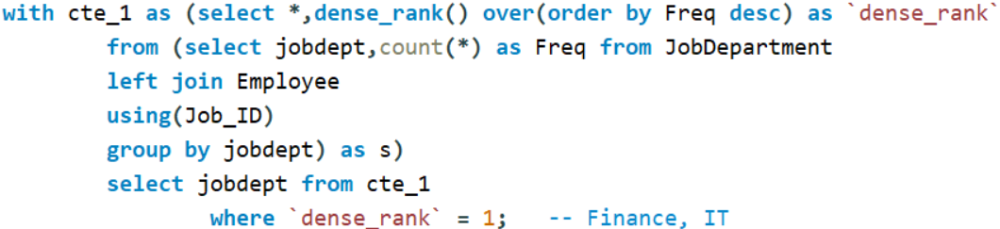 with cte_1 as (select *,dense_rank() over(order by Freq desc) as `dense_rank`
from (select jobdept,count(*) as Freq from JobDepartment
left join Employee
using(Job_ID)
group by jobdept) as s)
select jobdept from cte_1
where `dense_rank` = 1;   -- Finance, IT